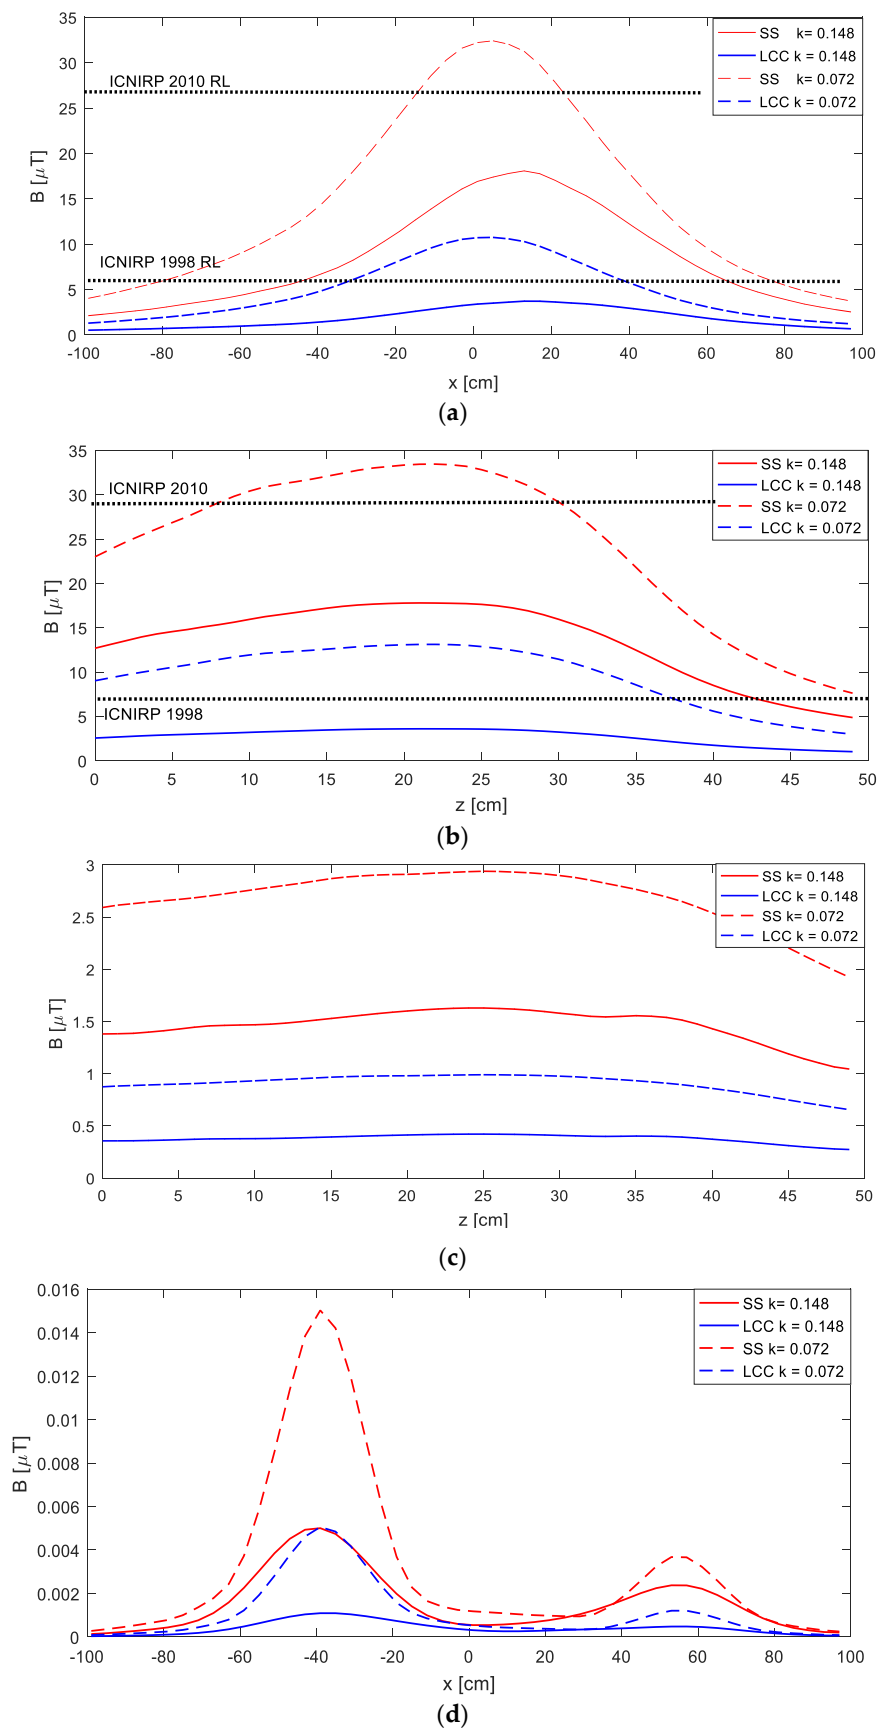 35
30
25
20
15
10
5
0
B [μT]
ICNIRP 2010 RL
ICNIRP 1998 RL
SS k= 0.148
LCC k = 0.148
SS k= 0.072
LCC k = 0.072
-100 -80 -60 -40 -20 0 20 40 60 80 100
x [cm]
(a)
35
30
25
20
15
10
5
0
B [μT]
ICNIRP 2010
ICNIRP 1998
SS k= 0.148
LCC k= 0.148
SS k= 0.072
LCC k= 0.072
0 5 10 15 20 25 30 35 40 45 50
z [cm]
(b)
3
2.5
2
1.5
1
0.5
0
B [μT]
SS k= 0.148
LCC k = 0.148
SS k= 0.072
LCC k = 0.072
0 5 10 15 20 25 30 35 40 45 50
z [cm]
(c)
0.016
0.014
0.012
0.01
0.008
0.006
0.004
0.002
0
B [μT]
SS k= 0.148
LCC k = 0.148
SS k= 0.072
LCC k = 0.072
-100 -80 -60 -40 -20 0 20 40 60 80 100
x [cm]
(d)